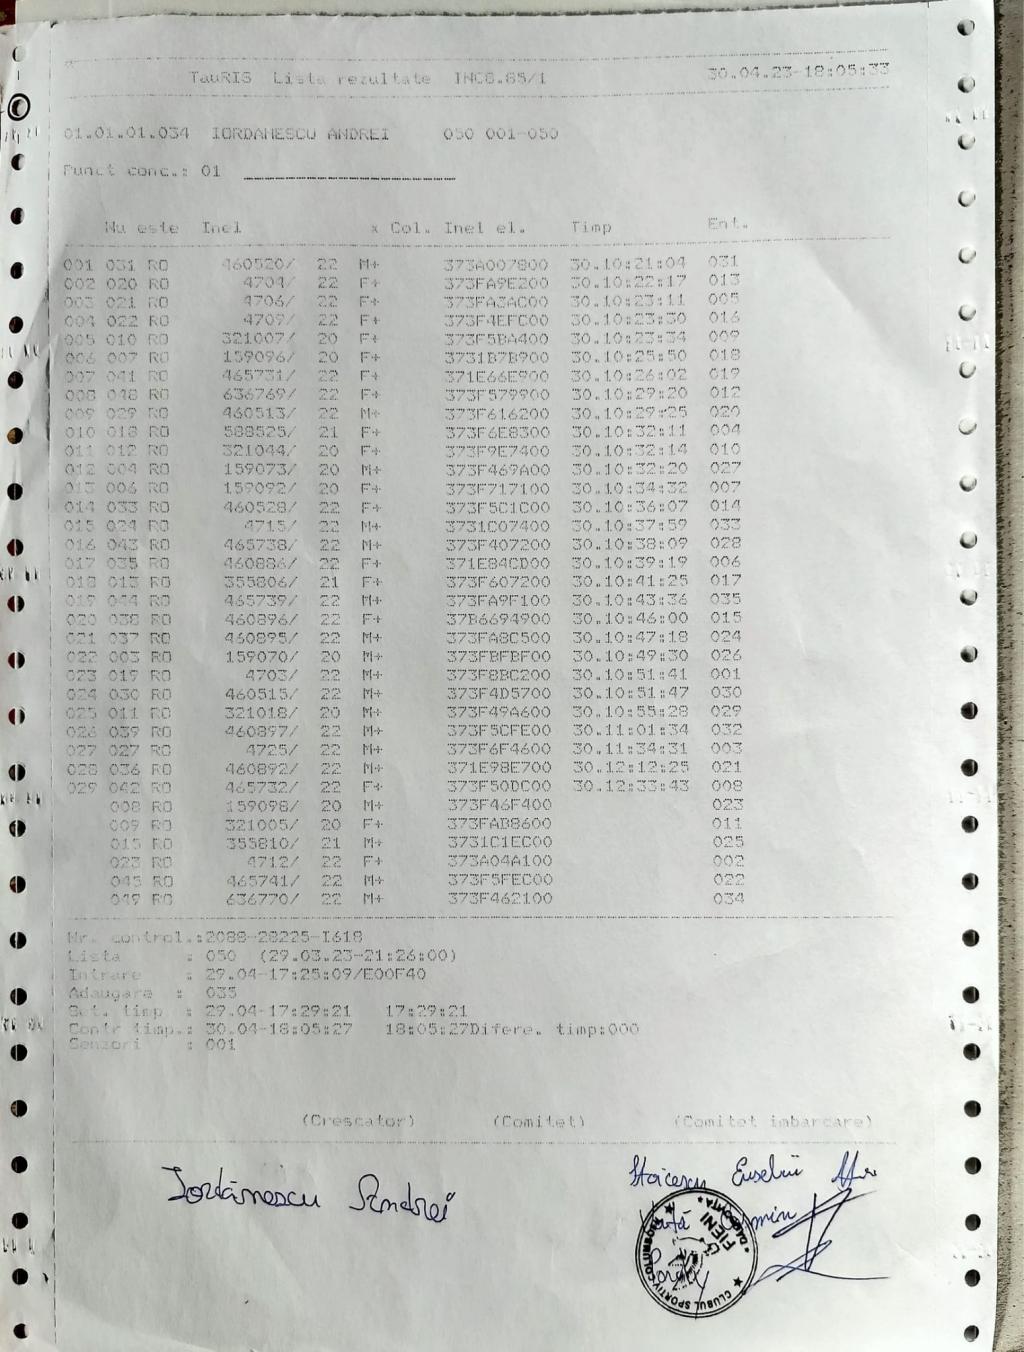 TauRIS Lista rezultate INC8.85/1 30.04.23-18:05:33
01.01.01.034 IORDANESCU ANDREI 050 001-050
Punct conc.: 01
Nu este Inel x Col. Inel el. Timp Ent.
001 031 RO 460520/ 22 M+ 373A007800 30.10:21:04 031
002 020 RO 4704/ 22 F+ 373FA9E200 30.10:22:17 013
003 021 RO 4706/ 22 F+ 373FA3AC00 30.10:23:11 005
004 022 RO 4709/ 22 F+ 373F4EFC00 30.10:23:30 016
005 010 RO 321007/ 20 F+ 373F5BA400 30.10:23:34 009
006 007 RO 159096/ 20 F+ 3731B7B900 30.10:25:50 018
007 041 RO 465731/ 22 F+ 371E66E900 30.10:26:02 019
008 048 RO 636769/ 22 F+ 373F579900 30.10:29:20 012
009 029 RO 460513/ 22 M+ 373F616200 30.10:29:25 020
010 018 RO 588525/ 21 F+ 373F6E8300 30.10:32:11 004
011 012 RO 321044/ 20 F+ 373F9E7400 30.10:32:14 010
012 004 RO 159073/ 20 M+ 373F469A00 30.10:32:20 027
013 006 RO 159092/ 20 F+ 373F717100 30.10:34:32 007
014 033 RO 460528/ 22 F+ 373F5C1C00 30.10:36:07 014
015 024 RO 4715/ 22 M+ 3731C07400 30.10:37:59 033
016 043 RO 465738/ 22 M+ 373F407200 30.10:38:09 028
017 035 RO 460886/ 22 F+ 371E84CD00 30.10:39:19 006
018 013 RO 355806/ 21 F+ 373F607200 30.10:41:25 017
019 044 RO 465739/ 22 M+ 373FA9F100 30.10:43:36 035
020 038 RO 460896/ 22 F+ 37B6694900 30.10:46:00 015
021 037 RO 460895/ 22 M+ 373FA8C500 30.10:47:18 024
022 003 RO 159070/ 20 M+ 373FBFBF00 30.10:49:30 026
023 019 RO 4703/ 22 M+ 373F8BC200 30.10:51:41 001
024 030 RO 460515/ 22 M+ 373F4D5700 30.10:51:47 030
025 011 RO 321018/ 20 M+ 373F49A600 30.10:55:28 029
026 039 RO 460897/ 22 M+ 373F5CFE00 30.11:01:34 032
027 027 RO 4725/ 22 M+ 373F6F4600 30.11:34:31 003
028 036 RO 460892/ 22 M+ 371E98E700 30.12:12:25 021
029 042 RO 465732/ 22 F+ 373F50DC00 30.12:33:43 008
008 RO 159098/ 20 M+ 373F46F400 023
009 RO 321005/ 20 F+ 373FAB8600 011
015 RO 355810/ 21 M+ 3731C1EC00 025
023 RO 4712/ 22 F+ 373A04A100 002
045 RO 465741/ 22 M+ 373F5FEC00 022
049 RO 636770/ 22 M+ 373F462100 034
Nr. control.:2088-28225-I618
Lista : 050 (29.03.23-21:26:00)
Intrare : 29.04-17:25:09/E00F40
Adaugare : 035
Set. timp : 29.04-17:29:21 17:29:21
Contr timp.: 30.04-18:05:27 18:05:27Difere. timp:000
Senzori : 001
(Crescator) (Comitet) (Comitet imbarcare)
Iordănescu Andrei Stoicescu Euseliu
CLUBUL SPORTIV COLUMBOFIL DÂMBOVIȚA FIENI